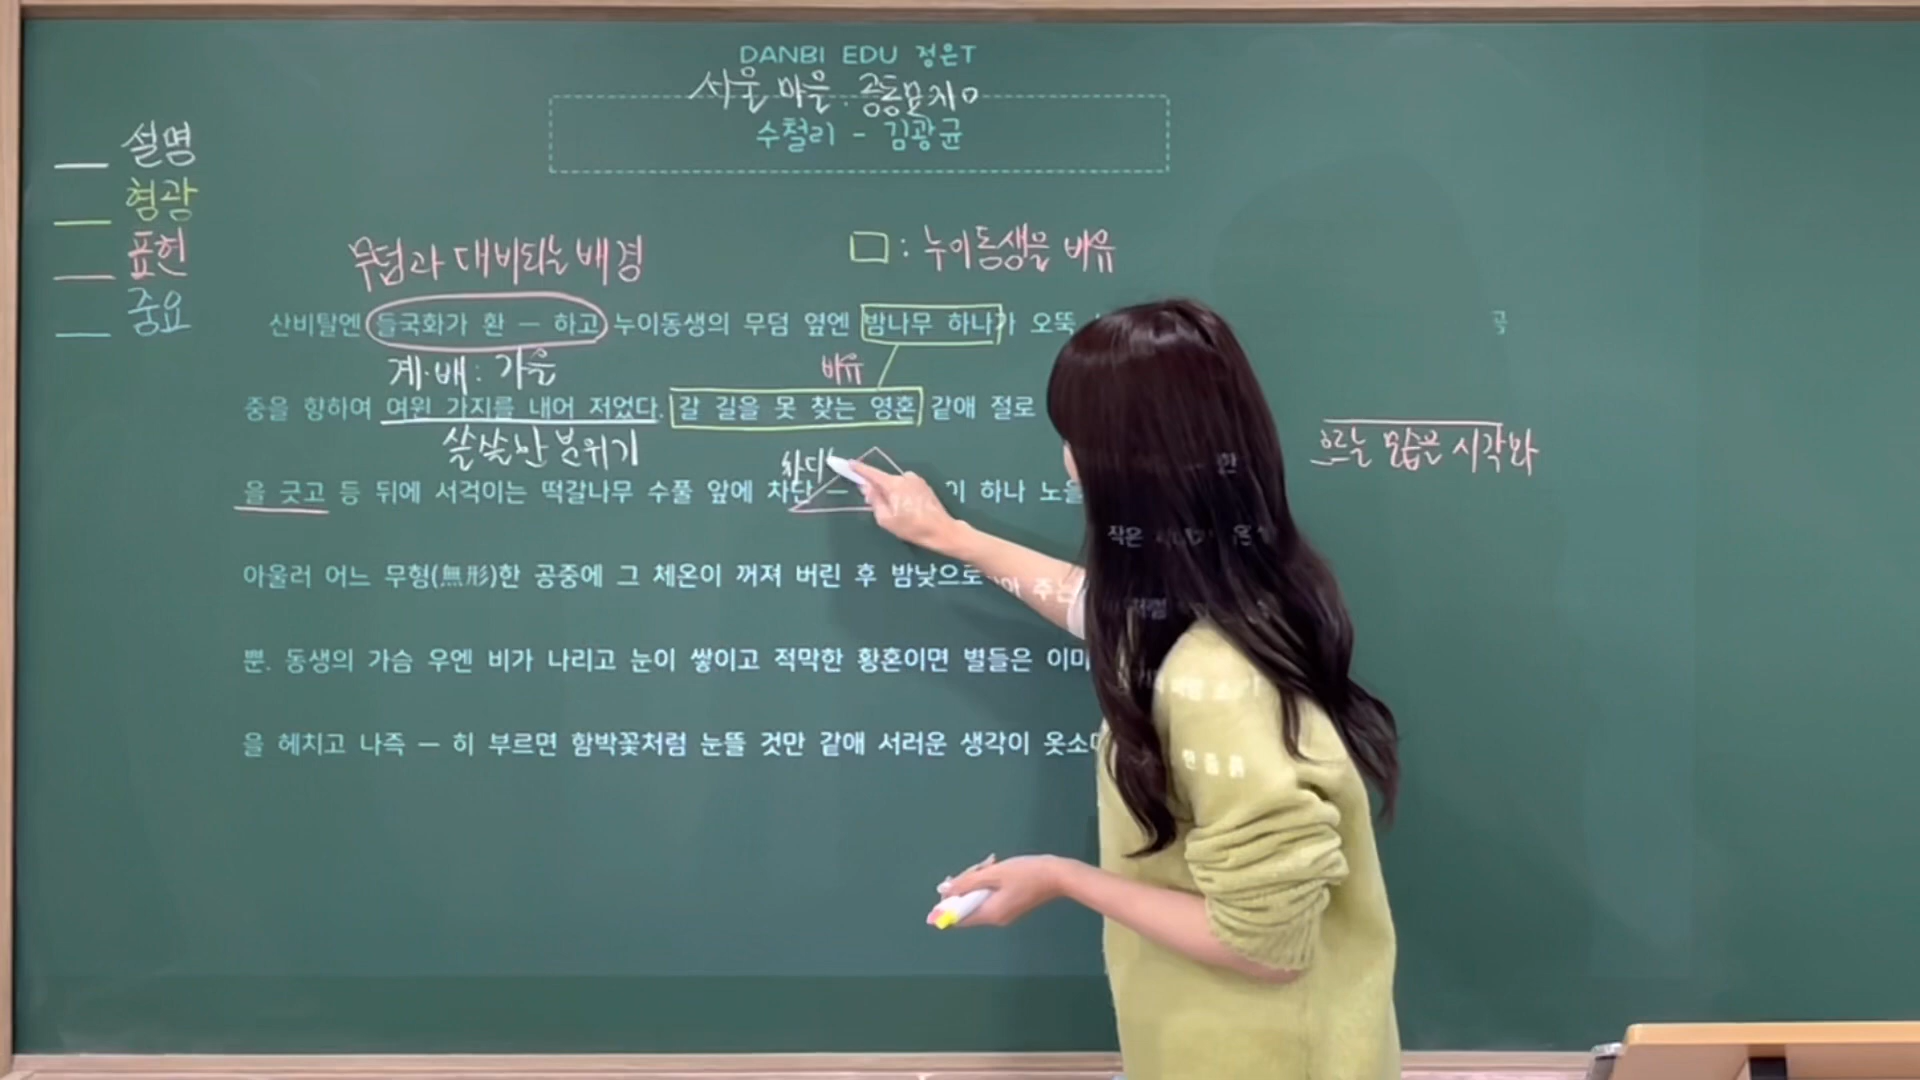 DANBI EDU 정은T
서울 마을. 공동묘지
수철리 - 김광균
설명
형광
표현
중요
무덤과 대비되는 배경
□ : 누이동생을 비유
산비탈엔 들국화가 환 — 하고 누이동생의 무덤 옆엔 밤나무 하나가 오뚝
계·배: 가을
비유
중을 향하여 여윈 가지를 내어 저었다. 갈 길을 못 찾는 영혼 같애 절로
쓸쓸한 분위기
흐르는 모습을 시각화
을 긋고 등 뒤에 서걱이는 떡갈나무 수풀 앞에 차단 — 이 하나 노을
아울러 어느 무형(無形)한 공중에 그 체온이 꺼져 버린 후 밤낮으로
뿐. 동생의 가슴 우엔 비가 나리고 눈이 쌓이고 적막한 황혼이면 별들은 이미
을 헤치고 나즉 — 히 부르면 함박꽃처럼 눈뜰 것만 같애 서러운 생각이 옷소